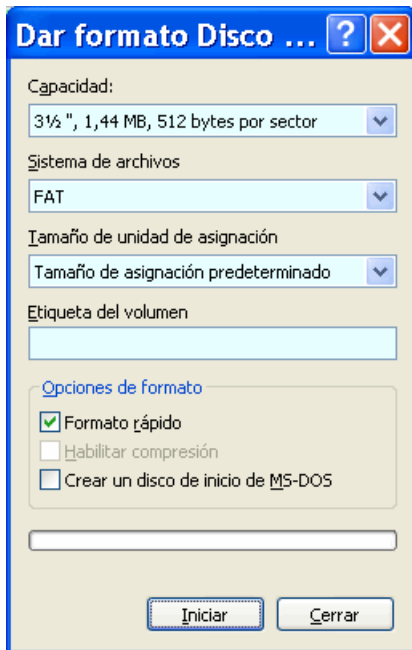 Dar formato Disco ...
Capacidad:
3½ ", 1,44 MB, 512 bytes por sector
Sistema de archivos
FAT
Tamaño de unidad de asignación
Tamaño de asignación predeterminado
Etiqueta del volumen
Opciones de formato
Formato rápido
Habilitar compresión
Crear un disco de inicio de MS-DOS
Iniciar Cerrar